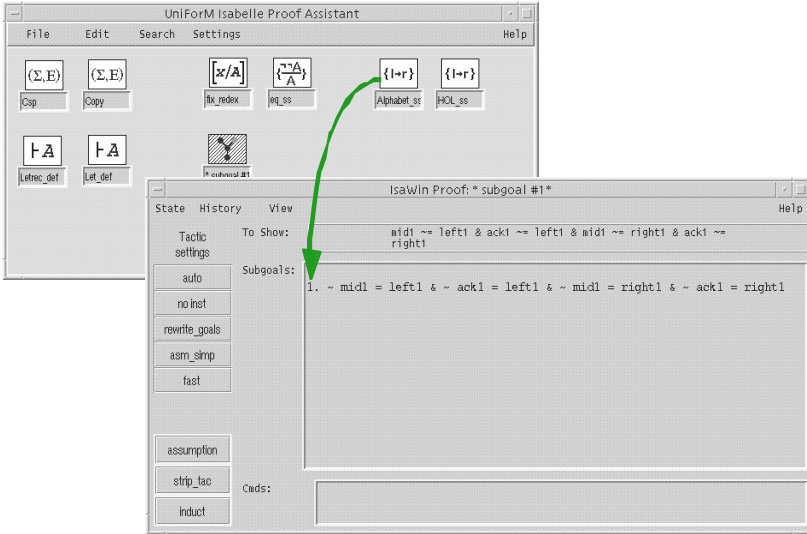 UniForM Isabelle Proof Assistant
File Edit Search Settings Help
(Σ,E) (Σ,E) [x/A] {¬¬A/A} {l→r} {l→r}
Csp Copy fix_redex eq_ss Alphabet_ss HOL_ss
⊢A ⊢A
Letrec_def Let_def * subgoal #1*
IsaWin Proof: * subgoal #1*
State History View Help
Tactic
settings
To Show: mid1 ~= left1 & ack1 ~= left1 & mid1 ~= right1 & ack1 ~=
right1
auto
no inst
rewrite_goals
asm_simp
fast
Subgoals:
1. ~ mid1 = left1 & ~ ack1 = left1 & ~ mid1 = right1 & ~ ack1 = right1
assumption
strip_tac
induct
Cmds: